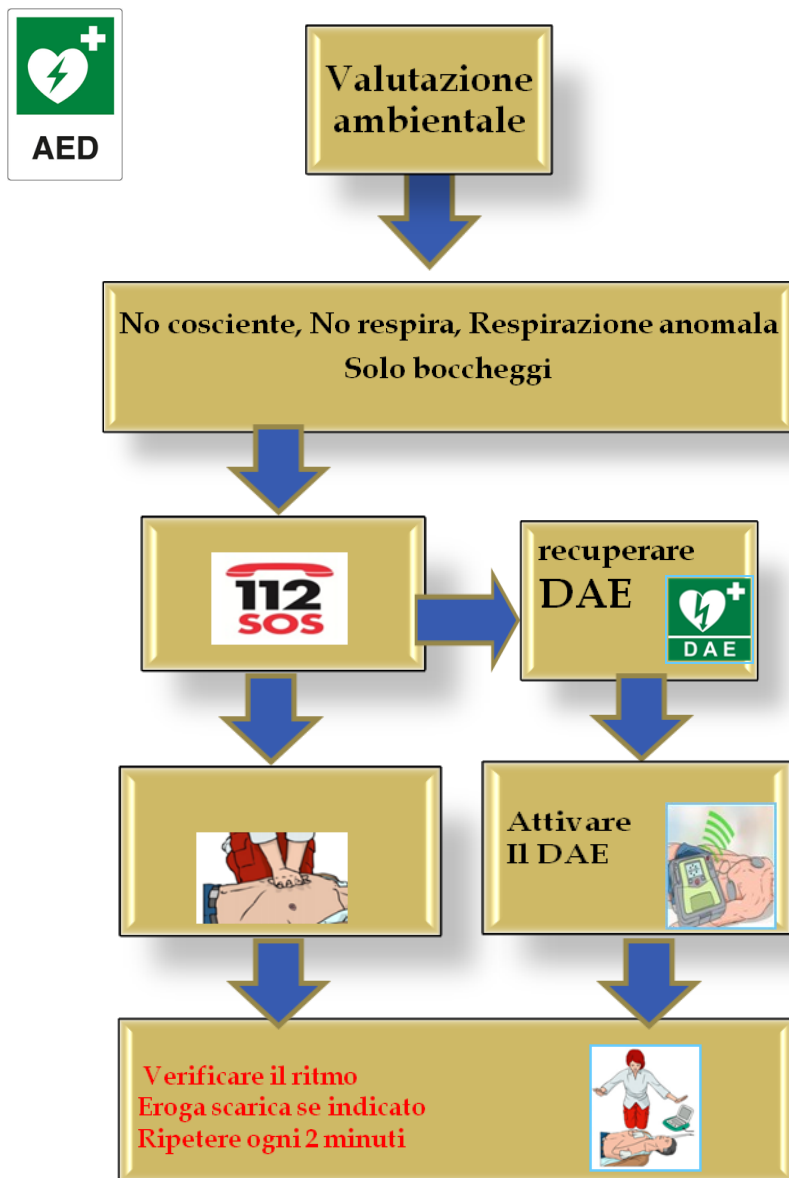 AED
Valutazione
ambientale
No cosciente, No respira, Respirazione anomala
Solo boccheggi
112
SOS
recuperare
DAE
DAE
Attivare
Il DAE
Verificare il ritmo
Eroga scarica se indicato
Ripetere ogni 2 minuti